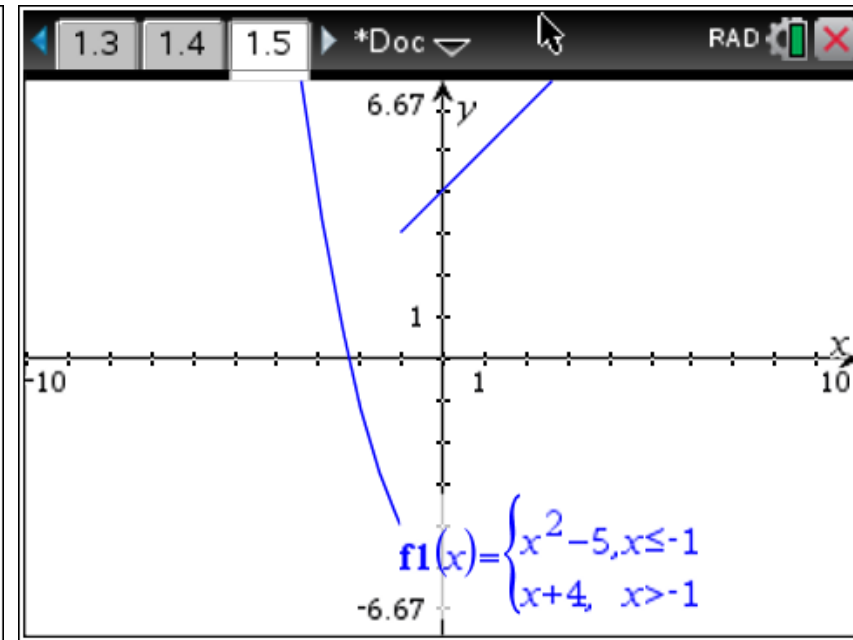 1.3 1.4 1.5 *Doc RAD
6.67 y
1
x
-10 1 10
f1(x)={x²-5,x≤-1
x+4, x>-1
-6.67